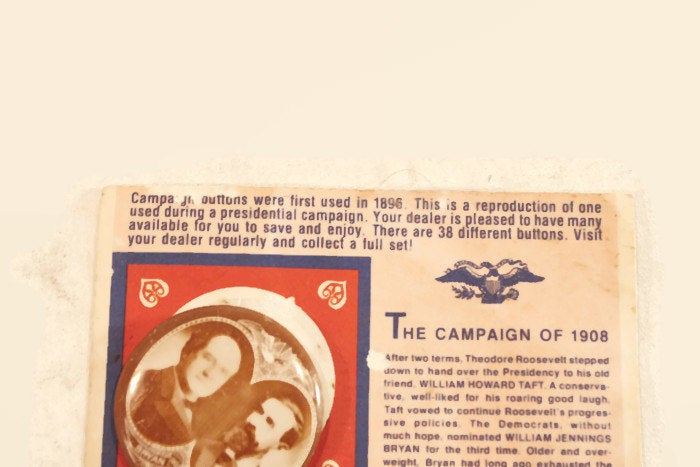 Campaign buttons were first used in 1896. This is a reproduction of one
used during a presidential campaign. Your dealer is pleased to have many
available for you to save and enjoy. There are 38 different buttons. Visit
your dealer regularly and collect a full set!
THE CAMPAIGN OF 1908
After two terms, Theodore Roosevelt stepped
down to hand over the Presidency to his old
friend, WILLIAM HOWARD TAFT. A conserva-
tive, well-liked for his roaring good laugh,
Taft vowed to continue Roosevelt's progres-
sive policies. The Democrats, without
much hope, nominated WILLIAM JENNINGS
BRYAN for the third time. Older and over-
weight, Bryan had long ago exhausted the